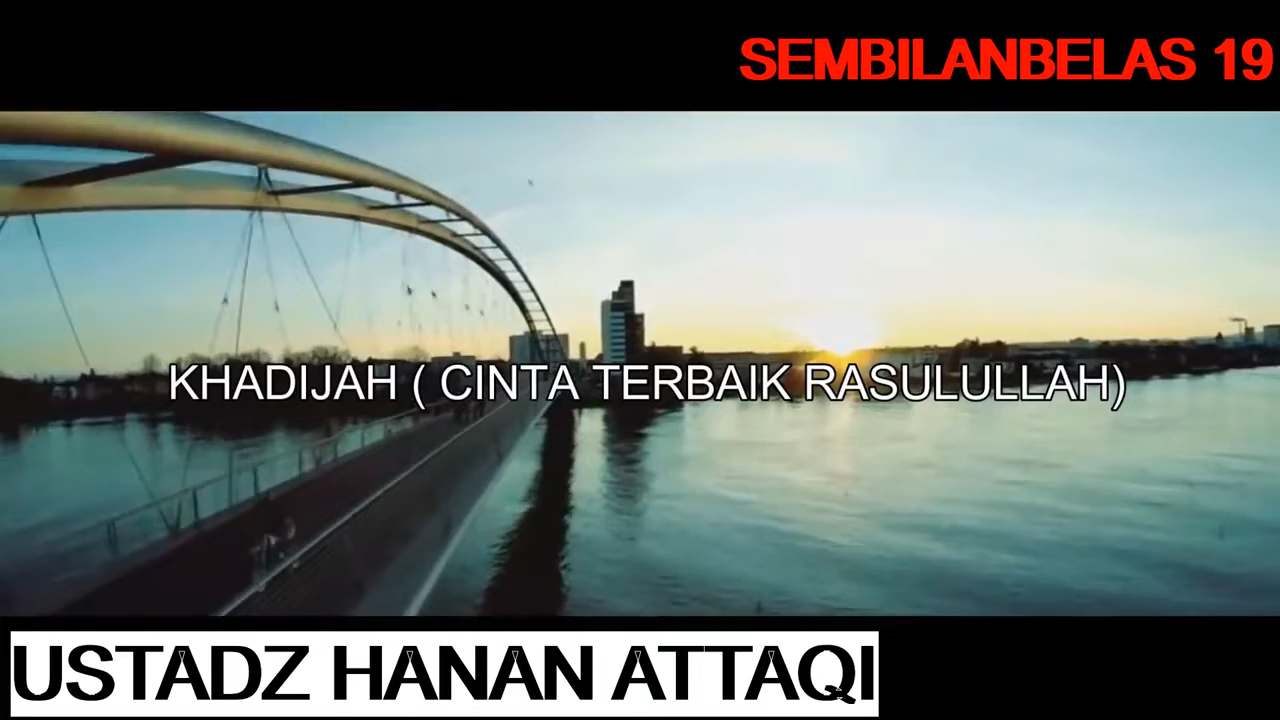 SEMBILANBELAS 19
KHADIJAH ( CINTA TERBAIK RASULULLAH)
USTADZ HANAN ATTAQI